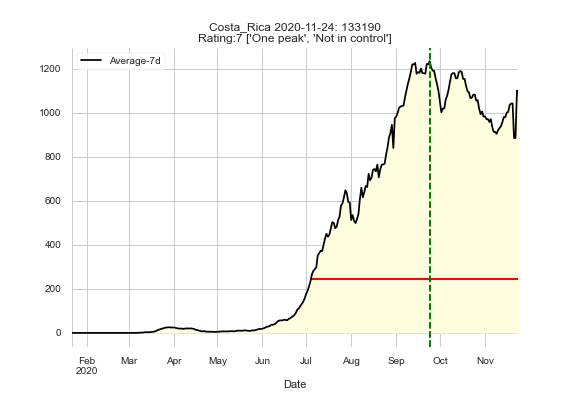 Costa_Rica 2020-11-24: 133190
Rating:7 ['One peak', 'Not in control']
Average-7d
1200
1000
800
600
400
200
0
Feb Mar Apr May Jun Jul Aug Sep Oct Nov
2020
Date